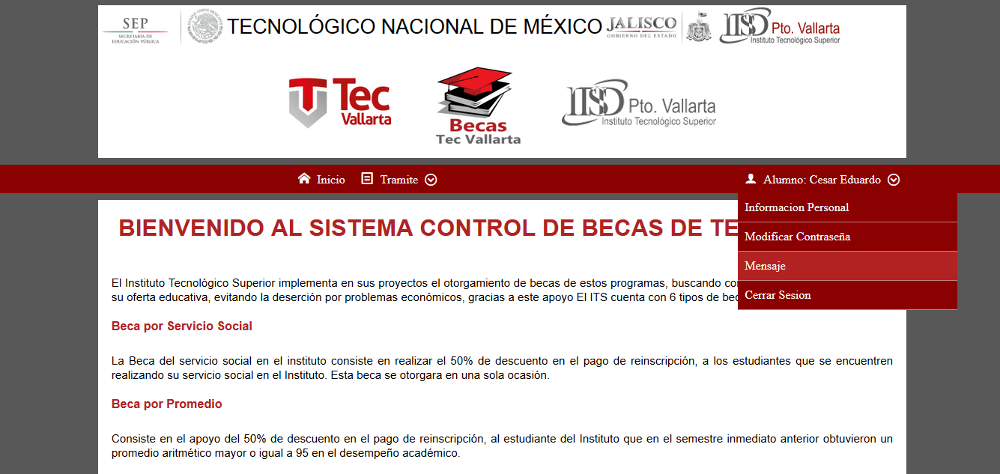 SEP
SECRETARÍA DE
EDUCACIÓN PÚBLICA
ESTADOS UNIDOS MEXICANOS
TECNOLÓGICO NACIONAL DE MÉXICO
JALISCO
GOBIERNO DEL ESTADO
ITS Pto. Vallarta
Instituto Tecnológico Superior
Tec
Vallarta
Becas
Tec Vallarta
ITS Pto. Vallarta
Instituto Tecnológico Superior
Inicio Tramite Alumno: Cesar Eduardo
Informacion Personal
Modificar Contraseña
Mensaje
Cerrar Sesion
BIENVENIDO AL SISTEMA CONTROL DE BECAS DE
El Instituto Tecnológico Superior implementa en sus proyectos el otorgamiento de becas de estos programas, buscando
su oferta educativa, evitando la deserción por problemas económicos, gracias a este apoyo El ITS cuenta con 6 tipos de
Beca por Servicio Social
La Beca del servicio social en el instituto consiste en realizar el 50% de descuento en el pago de reinscripción, a los estudiantes que se encuentren
realizando su servicio social en el Instituto. Esta beca se otorgara en una sola ocasión.
Beca por Promedio
Consiste en el apoyo del 50% de descuento en el pago de reinscripción, al estudiante del Instituto que en el semestre inmediato anterior obtuvieron un
promedio aritmético mayor o igual a 95 en el desempeño académico.